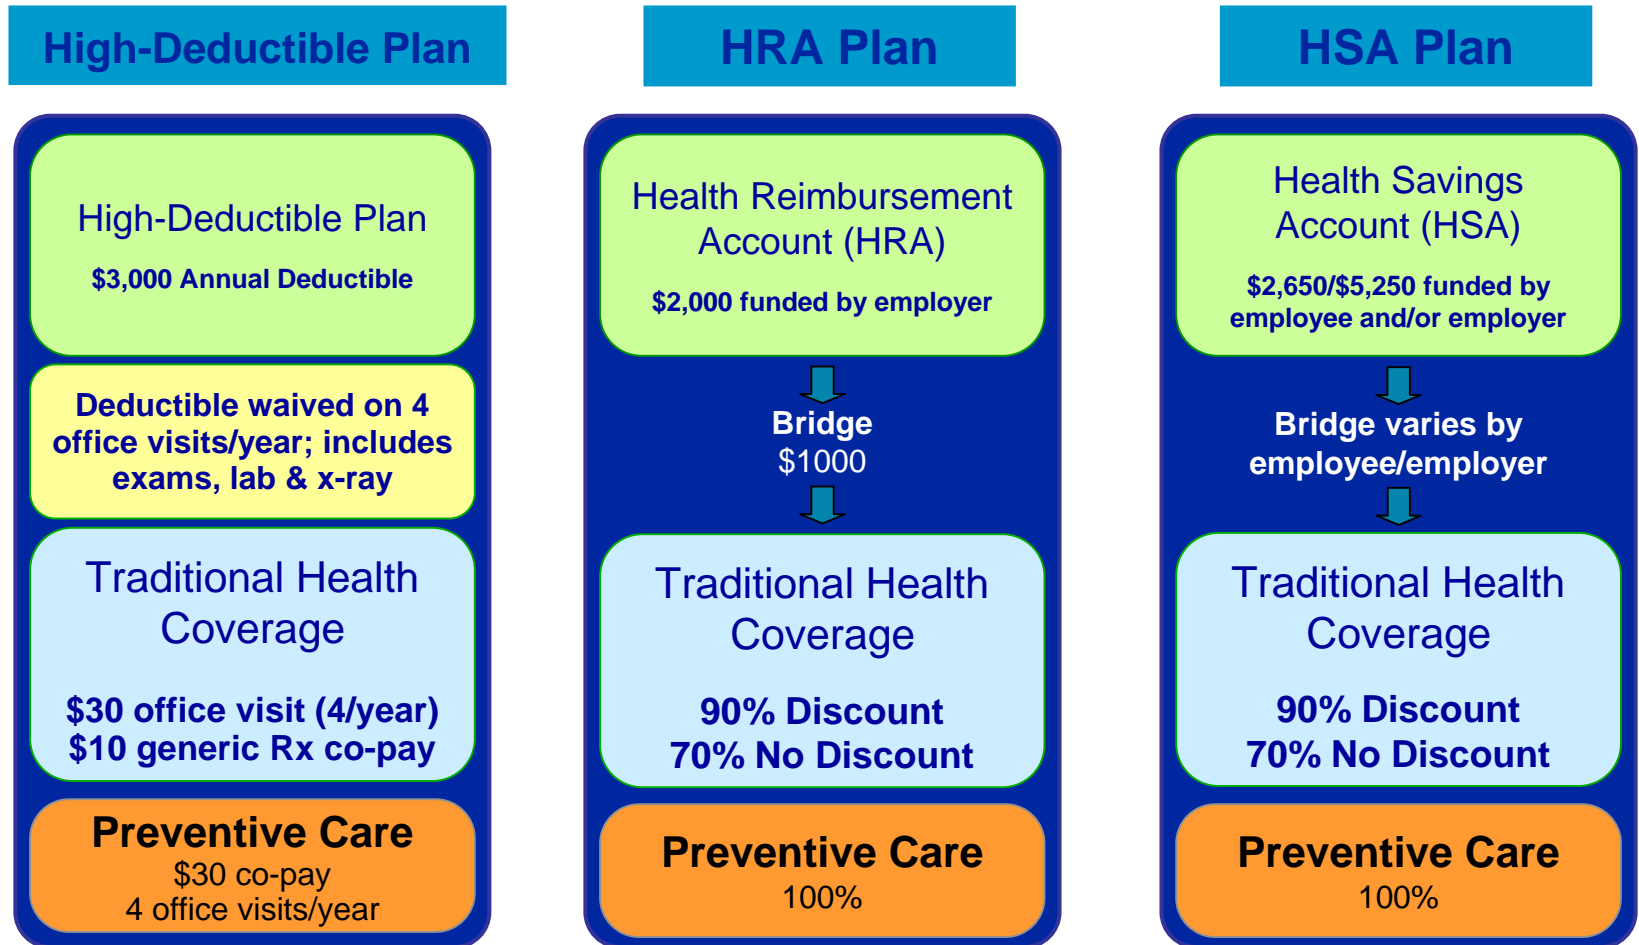 High-Deductible Plan
HRA Plan
HSA Plan
High-Deductible Plan
$3,000 Annual Deductible
Deductible waived on 4
office visits/year; includes
exams, lab & x-ray
Traditional Health
Coverage
$30 office visit (4/year)
$10 generic Rx co-pay
Preventive Care
$30 co-pay
4 office visits/year
Health Reimbursement
Account (HRA)
$2,000 funded by employer
Bridge
$1000
Traditional Health
Coverage
90% Discount
70% No Discount
Preventive Care
100%
Health Savings
Account (HSA)
$2,650/$5,250 funded by
employee and/or employer
Bridge varies by
employee/employer
Traditional Health
Coverage
90% Discount
70% No Discount
Preventive Care
100%